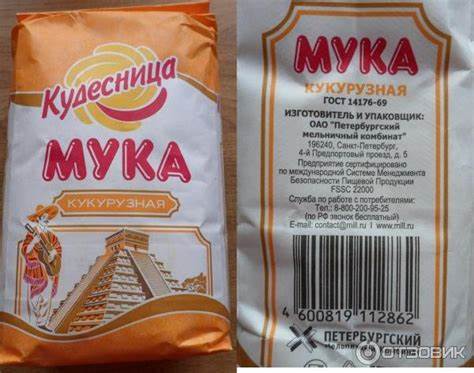 Кудесница
МУКА
КУКУРУЗНАЯ
МУКА
КУКУРУЗНАЯ
ГОСТ 14176-69
ИЗГОТОВИТЕЛЬ И УПАКОВЩИК:
ОАО "Петербургский
мельничный комбинат"
196240, Санкт-Петербург,
4-й Предпортовый проезд, д. 5
Предприятие сертифицировано
по международной Системе Менеджмента
Безопасности Пищевой Продукции
FSSC 22000
Служба по работе с потребителями:
Тел.: 8-800-200-95-25
(по РФ звонок бесплатный)
E-mail: contact@mill.ru I www.mill.ru
4 600819 112862
ПЕТЕРБУРГСКИЙ
ОТЗОВИК